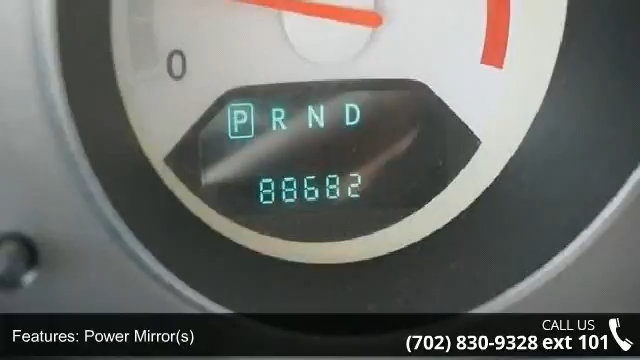 0
P R N D
88682
CALL US
Features: Power Mirror(s)
(702) 830-9328 ext 101